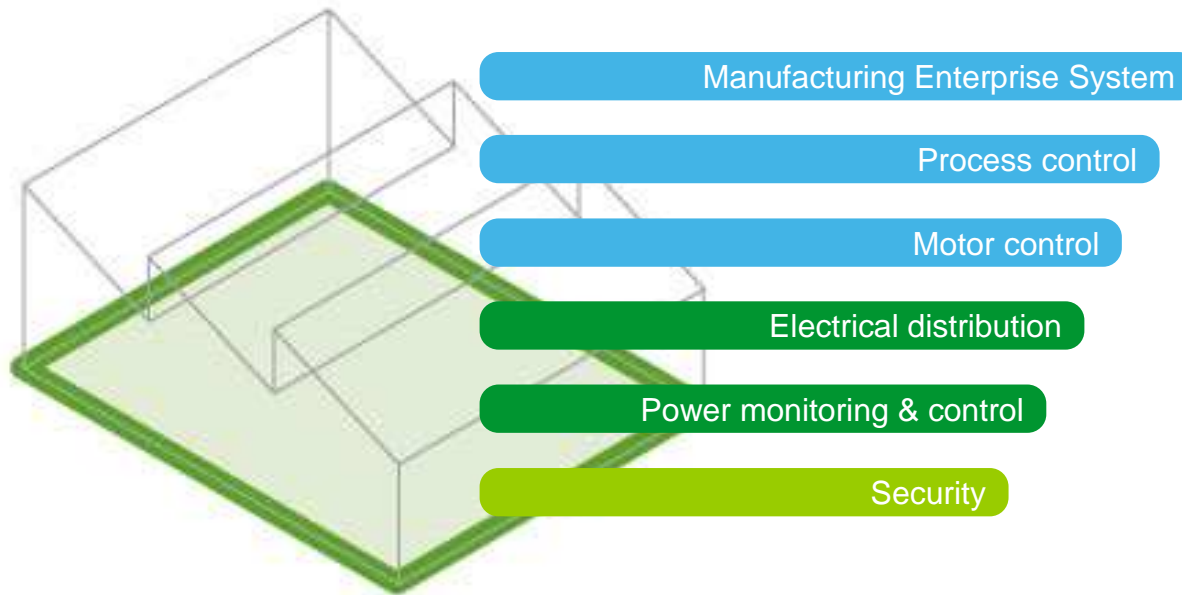 Manufacturing Enterprise System
Process control
Motor control
Electrical distribution
Power monitoring & control
Security